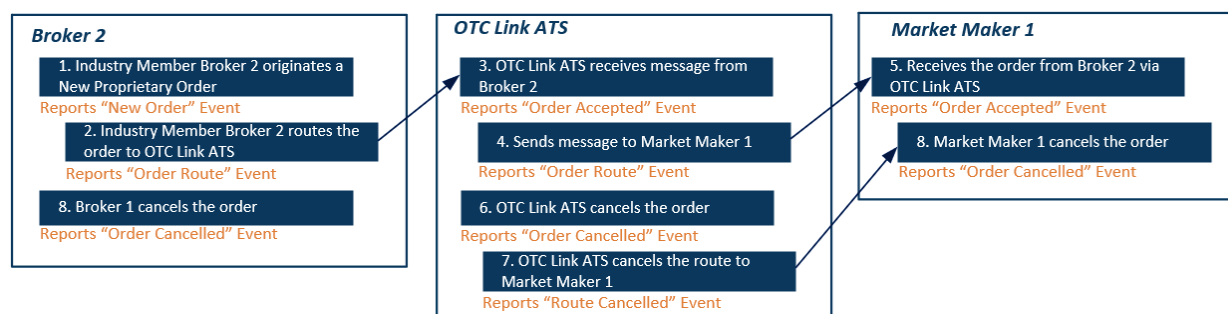 Broker 2
1. Industry Member Broker 2 originates a
New Proprietary Order
Reports “New Order” Event
2. Industry Member Broker 2 routes the
order to OTC Link ATS
Reports “Order Route” Event
8. Broker 1 cancels the order
Reports “Order Cancelled” Event
OTC Link ATS
3. OTC Link ATS receives message from
Broker 2
Reports “Order Accepted” Event
4. Sends message to Market Maker 1
Reports “Order Route” Event
6. OTC Link ATS cancels the order
Reports “Order Cancelled” Event
7. OTC Link ATS cancels the route to
Market Maker 1
Reports “Route Cancelled” Event
Market Maker 1
5. Receives the order from Broker 2 via
OTC Link ATS
Reports “Order Accepted” Event
8. Market Maker 1 cancels the order
Reports “Order Cancelled” Event